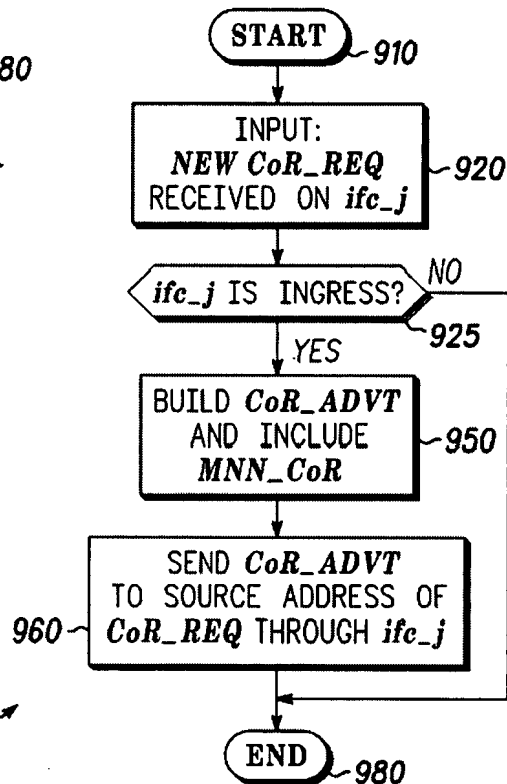 80
START
910
INPUT:
NEW CoR_REQ
RECEIVED ON ifc_j
920
ifc_j IS INGRESS?
NO
925
YES
BUILD CoR_ADVT
AND INCLUDE
MNN_CoR
950
SEND CoR_ADVT
TO SOURCE ADDRESS OF
CoR_REQ THROUGH ifc_j
960
END
980